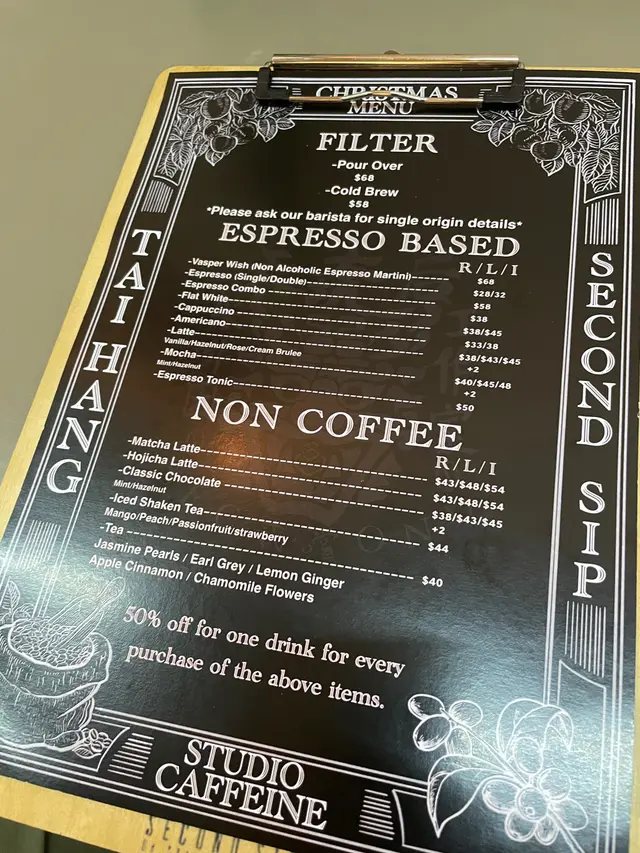 CHRISTMAS
MENU
FILTER
-Pour Over
$68
-Cold Brew
$58
*Please ask our barista for single origin details*
ESPRESSO BASED
R/L/I
-Vasper Wish (Non Alcoholic Espresso Martini)------ $68
-Espresso (Single/Double)------ $28/32
-Espresso Combo ------ $58
-Flat White------ $38
-Cappuccino ------ $38/$45
-Americano------ $33/38
-Latte------ $38/$43/$45
Vanilla/Hazelnut/Rose/Cream Brulee +2
-Mocha------ $40/$45/48
Mint/Hazelnut +2
-Espresso Tonic------ $50
NON COFFEE
R/L/I
-Matcha Latte------ $43/$48/$54
-Hojicha Latte------ $43/$48/$54
-Classic Chocolate ------ $38/$43/$45
Mint/Hazelnut +2
-Iced Shaken Tea------ $44
Mango/Peach/Passionfruit/strawberry
-Tea ------ $40
Jasmine Pearls / Earl Grey / Lemon Ginger
Apple Cinnamon / Chamomile Flowers
50% off for one drink for every
purchase of the above items.
TAI HANG
SECOND SIP
STUDIO
CAFFEINE